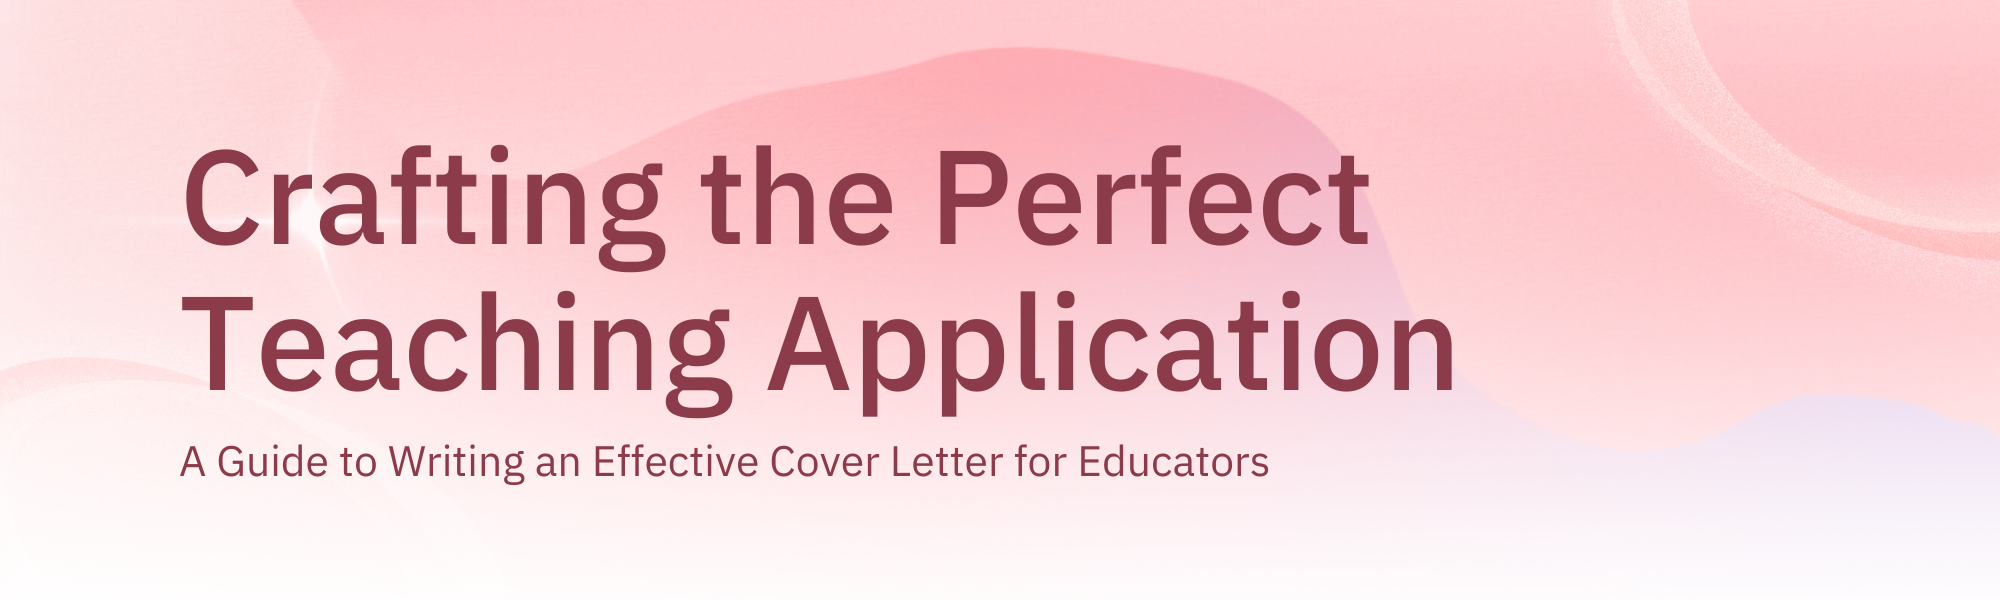 Crafting the Perfect
Teaching Application
A Guide to Writing an Effective Cover Letter for Educators